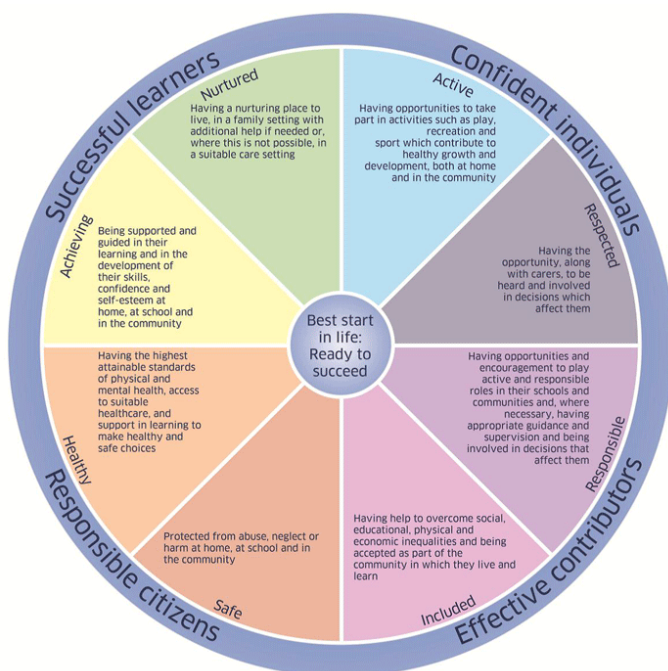 Successful learners
Confident individuals
Nurtured
Having a nurturing place to
live, in a family setting with
additional help if needed or,
where this is not possible, in
a suitable care setting
Active
Having opportunities to take
part in activities such as play,
recreation and
sport which contribute to
healthy growth and
development, both at home
and in the community
Achieving
Being supported and
guided in their
learning and in the
development of
their skills,
confidence and
self-esteem at
home, at school and
in the community
Respected
Having the
opportunity, along
with carers, to be
heard and involved
in decisions which
affect them
Best start
in life:
Ready to
succeed
Healthy
Having the highest
attainable standards
of physical and
mental health, access
to suitable
healthcare, and
support in learning to
make healthy and
safe choices
Responsible
Having opportunities and
encouragement to play
active and responsible
roles in their schools and
communities and, where
necessary, having
appropriate guidance and
supervision and being
involved in decisions that
affect them
Safe
Protected from abuse, neglect or
harm at home, at school and in
the community
Included
Having help to overcome social,
educational, physical and
economic inequalities and being
accepted as part of the
community in which they live and
learn
Responsible citizens
Effective contributors